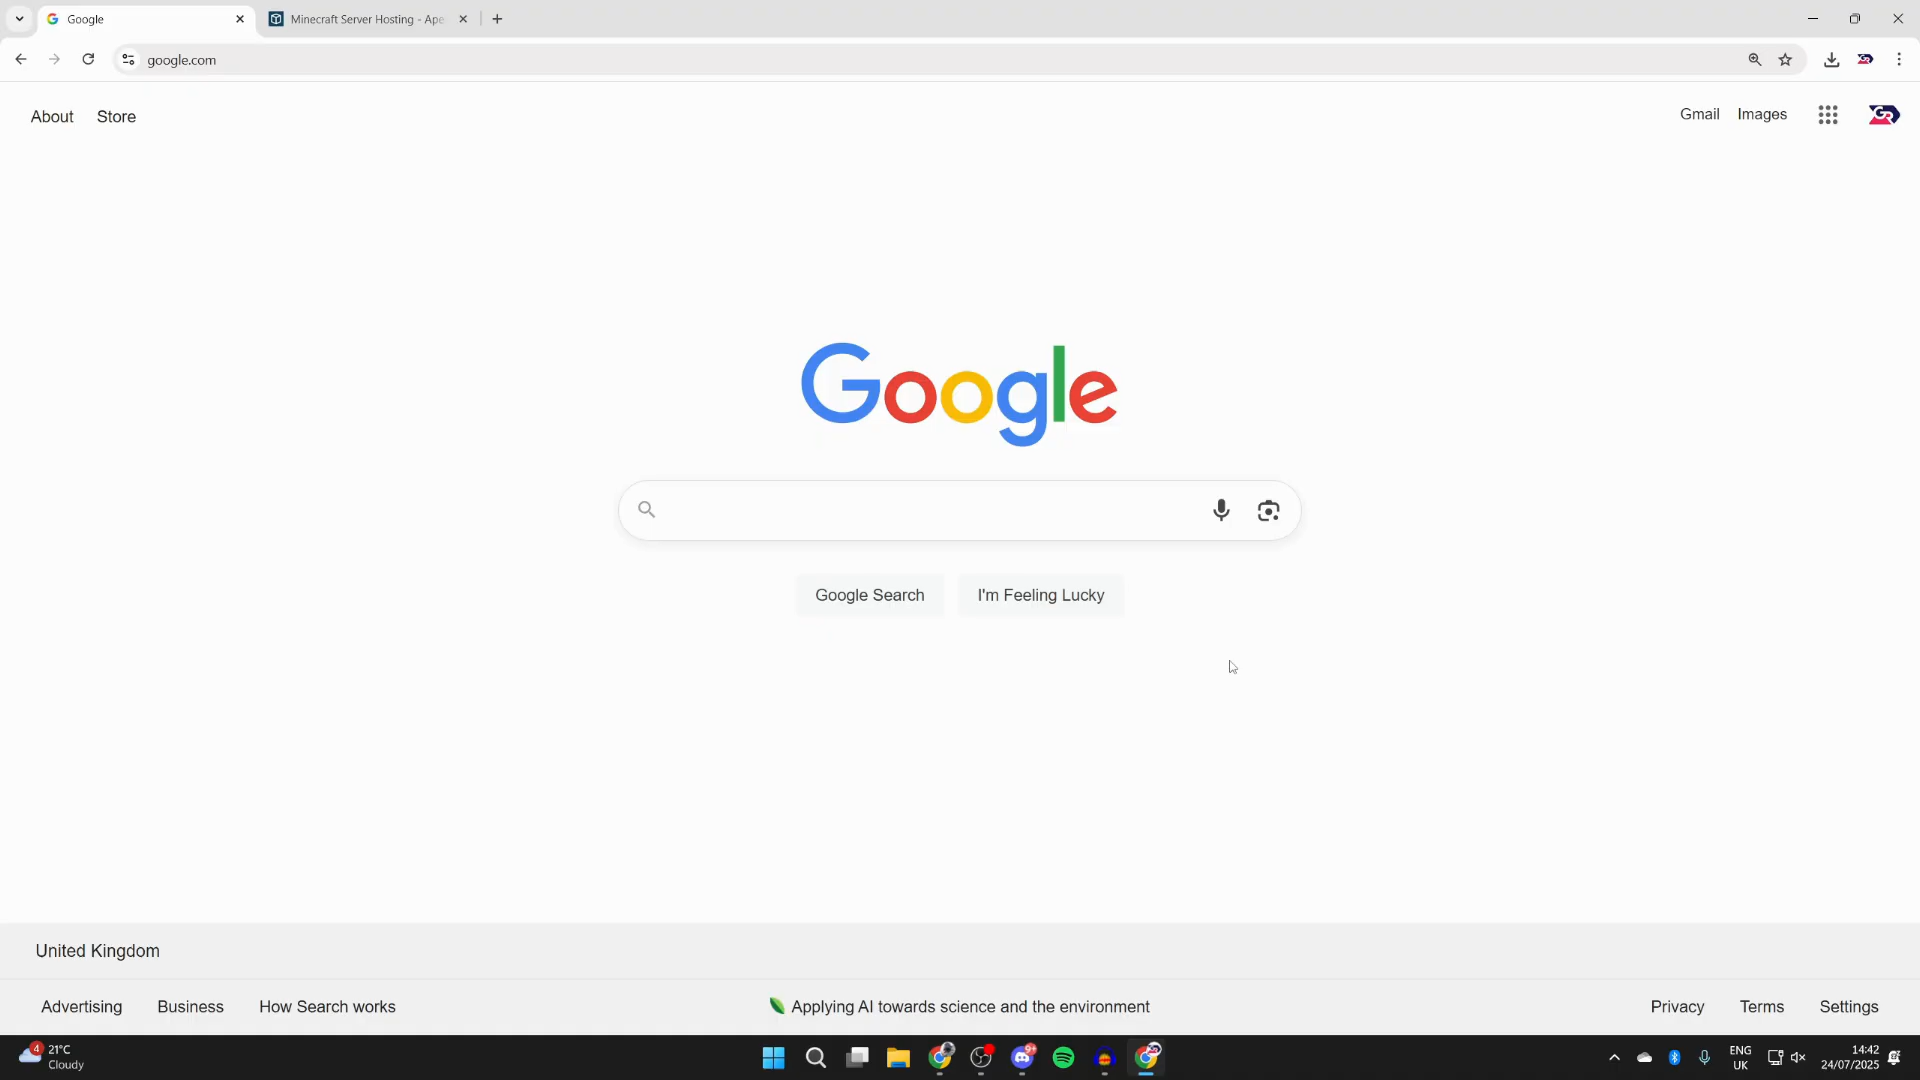 Google
Minecraft Server Hosting - Ape
google.com
About
Store
Gmail
Images
Google
Google Search
I'm Feeling Lucky
United Kingdom
Advertising
Business
How Search works
Applying AI towards science and the environment
Privacy
Terms
Settings
4
21°C
Cloudy
9+
ENG
UK
14:42
24/07/2025